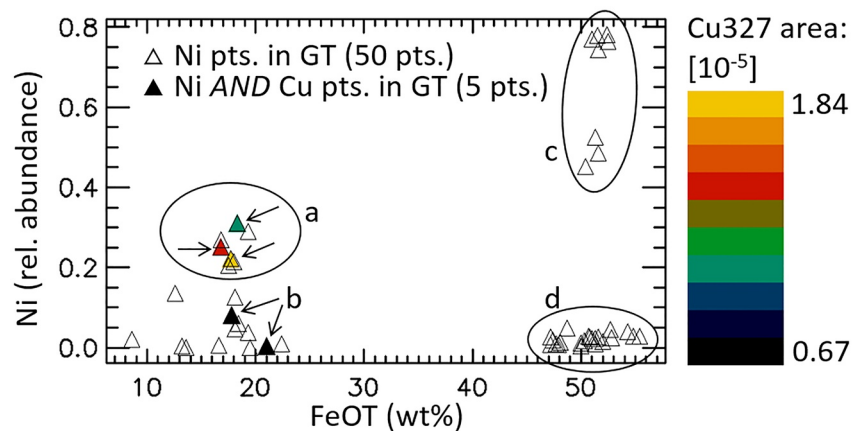 Cu327 area:
[10⁻⁵]
△ Ni pts. in GT (50 pts.)
▲ Ni AND Cu pts. in GT (5 pts.)
Ni (rel. abundance)
0.8
0.6
0.4
0.2
0.0
a
b
c
d
10 20 30 40 50
FeOT (wt%)
1.84
0.67